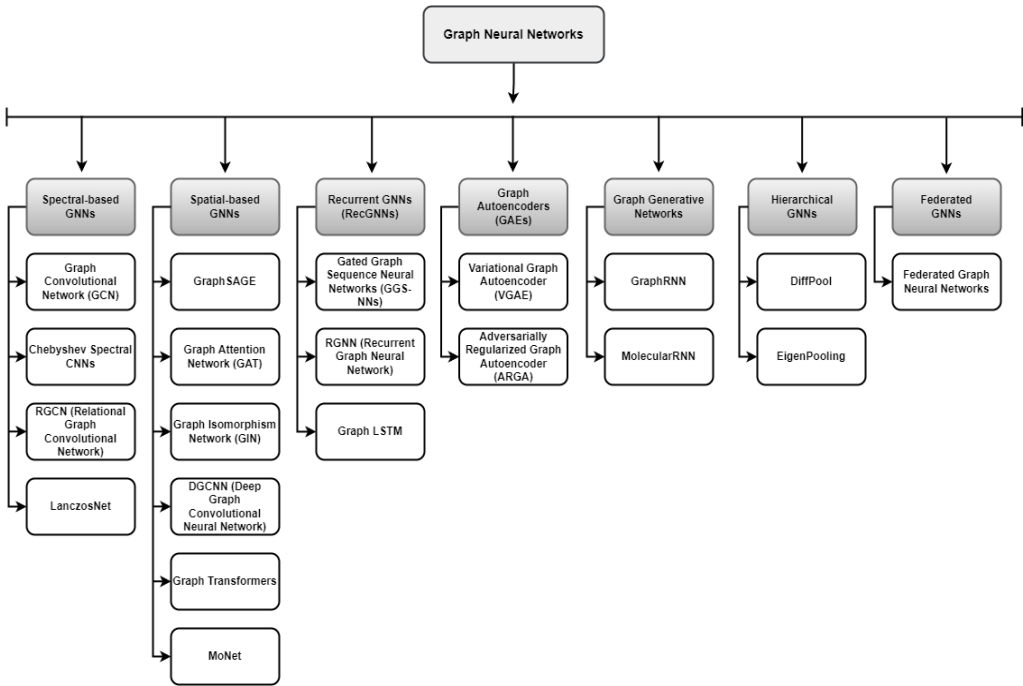 Graph Neural Networks
Spectral-based
GNNs
Spatial-based
GNNs
Recurrent GNNs
(RecGNNs)
Graph
Autoencoders
(GAEs)
Graph Generative
Networks
Hierarchical
GNNs
Federated
GNNs
Graph
Convolutional
Network (GCN)
GraphSAGE
Gated Graph
Sequence Neural
Networks (GGS-
NNs)
Variational Graph
Autoencoder
(VGAE)
GraphRNN
DiffPool
Federated Graph
Neural Networks
Chebyshev Spectral
CNNs
Graph Attention
Network (GAT)
RGNN (Recurrent
Graph Neural
Network)
Adversarially
Regularized Graph
Autoencoder
(ARGA)
MolecularRNN
EigenPooling
RGCN (Relational
Graph
Convolutional
Network)
Graph Isomorphism
Network (GIN)
Graph LSTM
LanczosNet
DGCNN (Deep
Graph
Convolutional
Neural Network)
Graph Transformers
MoNet